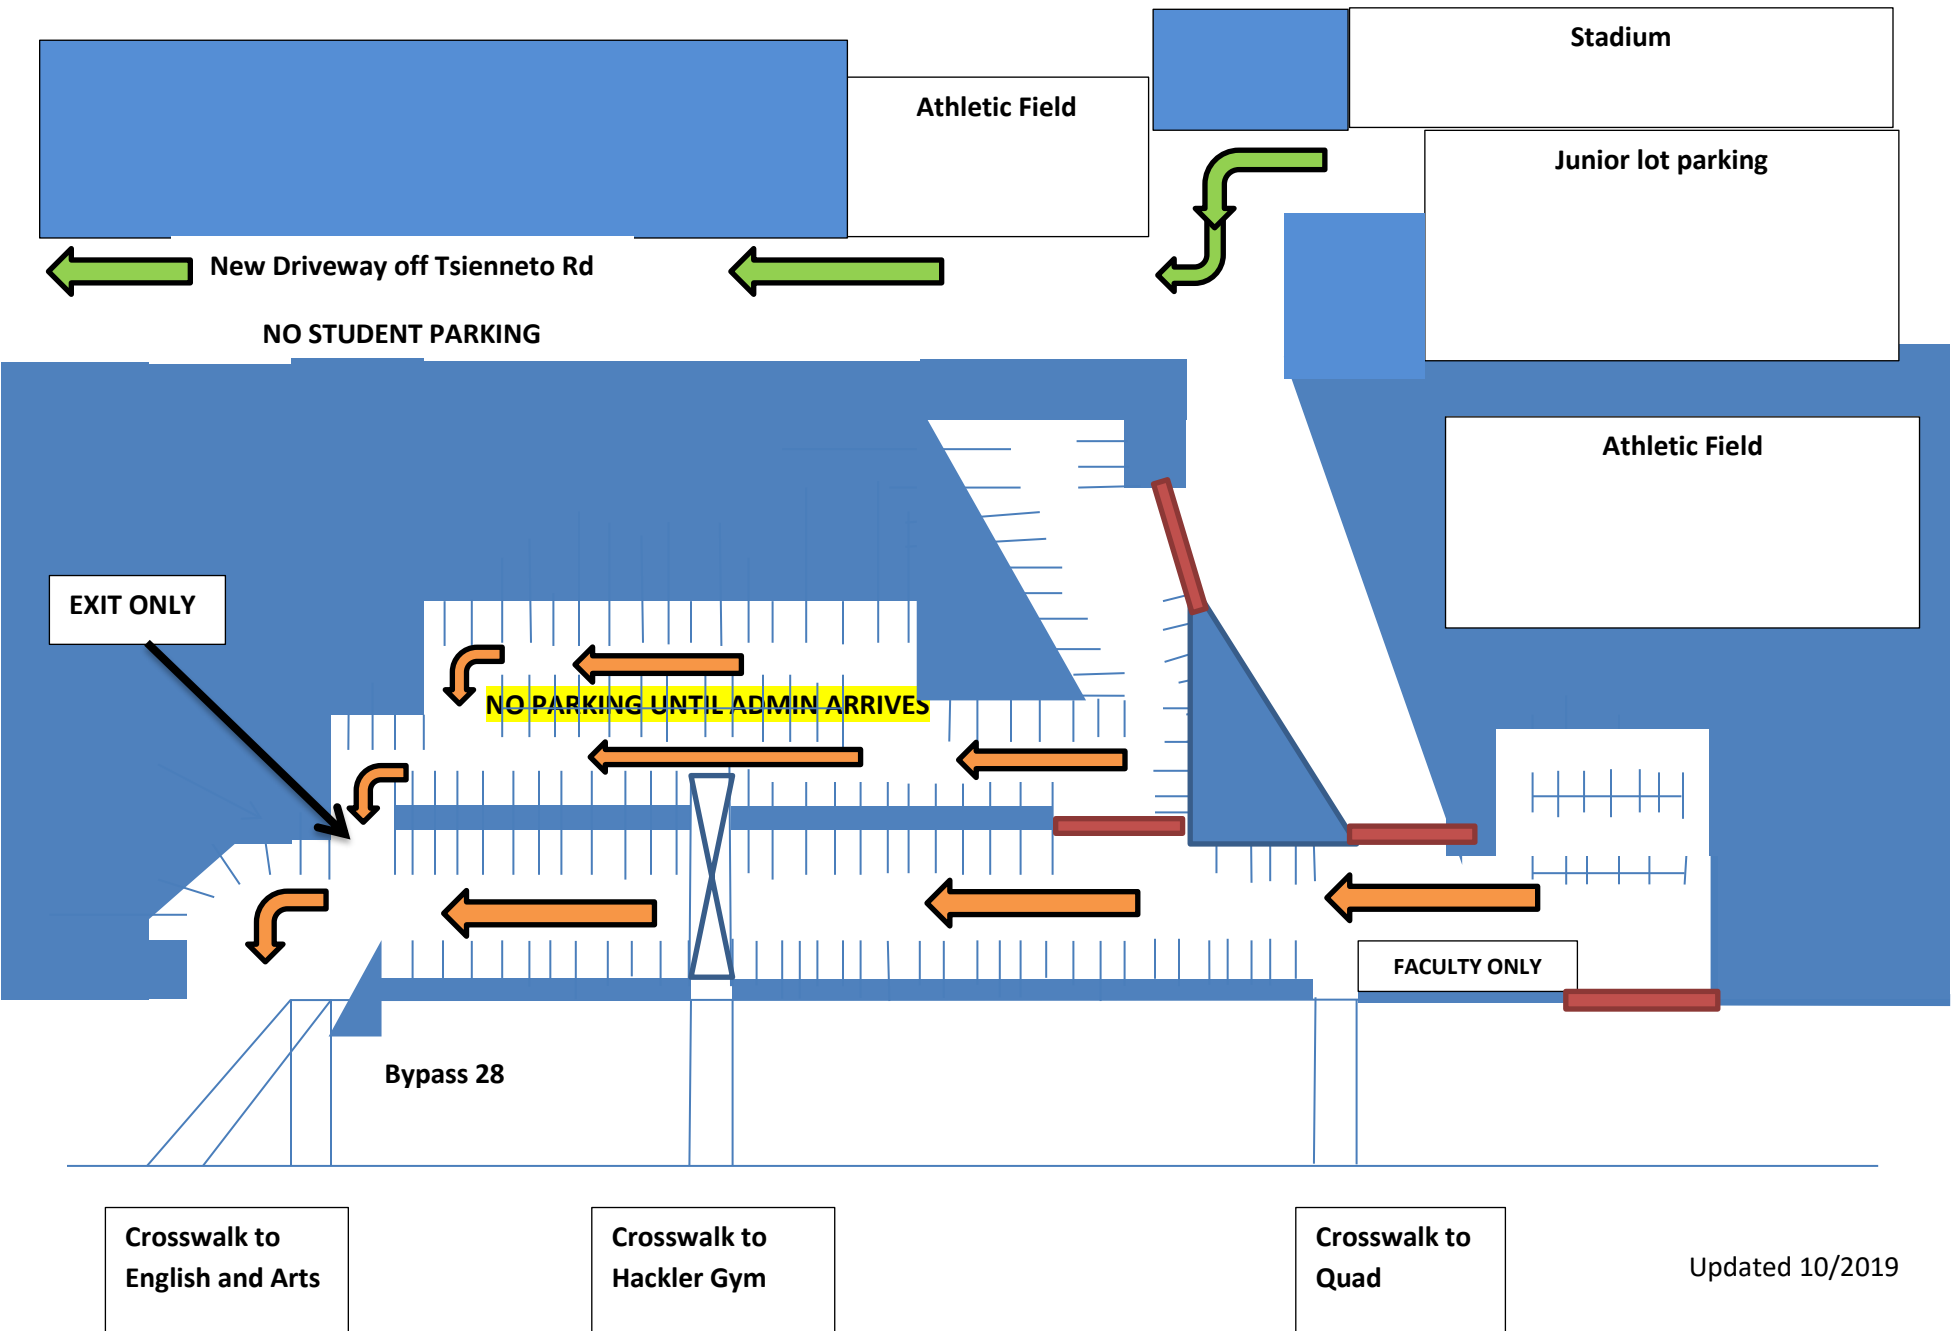 Stadium
Athletic Field
Junior lot parking
New Driveway off Tsienneto Rd
NO STUDENT PARKING
Athletic Field
EXIT ONLY
NO PARKING UNTIL ADMIN ARRIVES
FACULTY ONLY
Bypass 28
Crosswalk to
English and Arts
Crosswalk to
Hackler Gym
Crosswalk to
Quad
Updated 10/2019